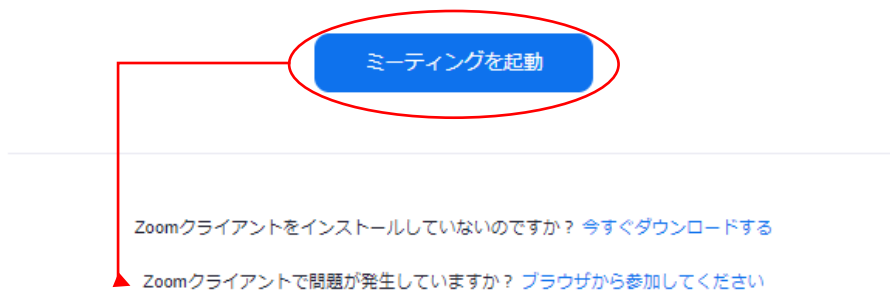 ミーティングを起動
Zoomクライアントをインストールしていないのですか？ 今すぐダウンロードする
Zoomクライアントで問題が発生していますか？ ブラウザから参加してください